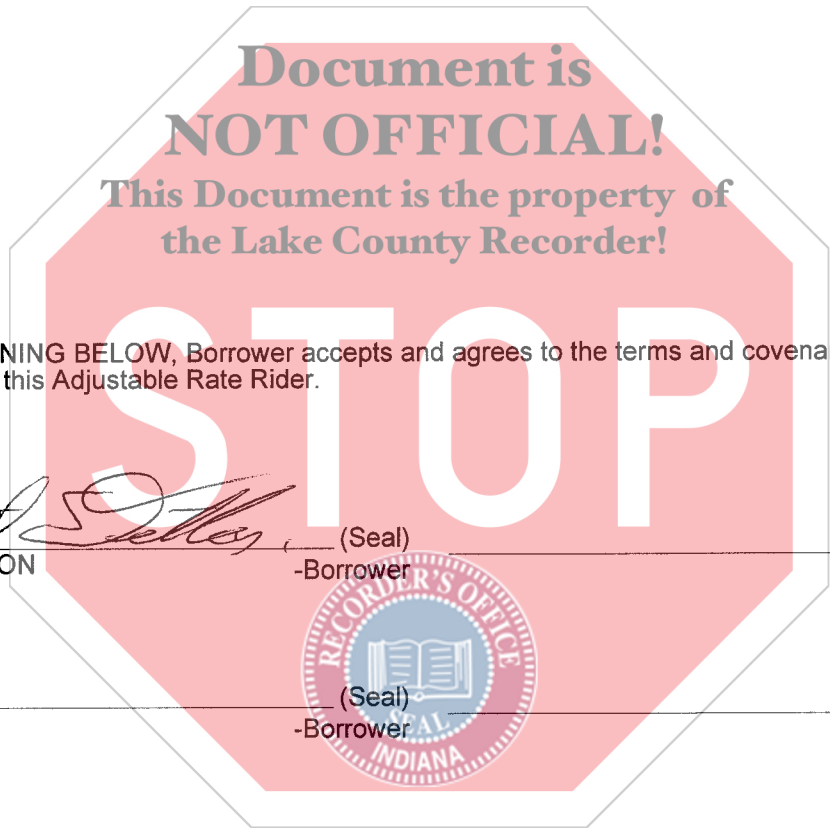 Document is
NOT OFFICIAL!
This Document is the property of
the Lake County Recorder!
STOP
NING BELOW, Borrower accepts and agrees to the terms and covena
this Adjustable Rate Rider.
(Seal)
ON -Borrower
RECORDER'S OFFICE
(Seal)
-Borrower
SEAL
INDIANA